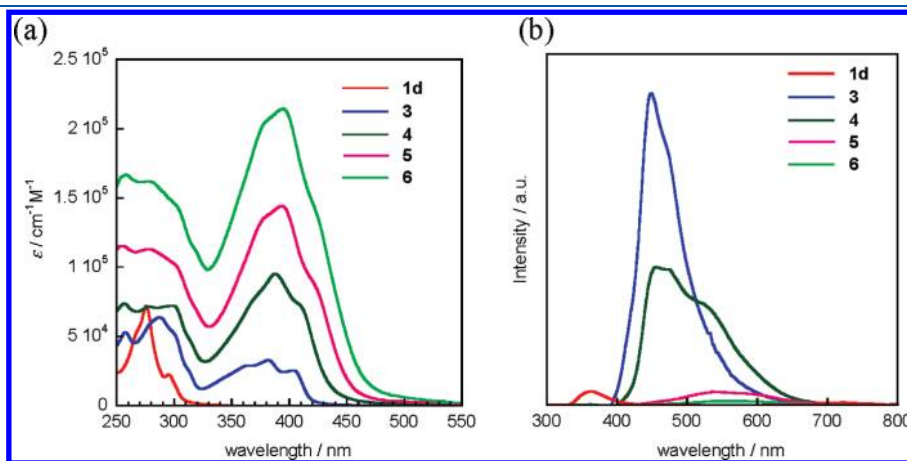 (a)
2.5 10⁵
2 10⁵
1.5 10⁵
1 10⁵
5 10⁴
0
ε / cm⁻¹M⁻¹
250 300 350 400 450 500 550
wavelength / nm
1d
3
4
5
6
(b)
Intensity / a.u.
300 400 500 600 700 800
wavelength / nm
1d
3
4
5
6